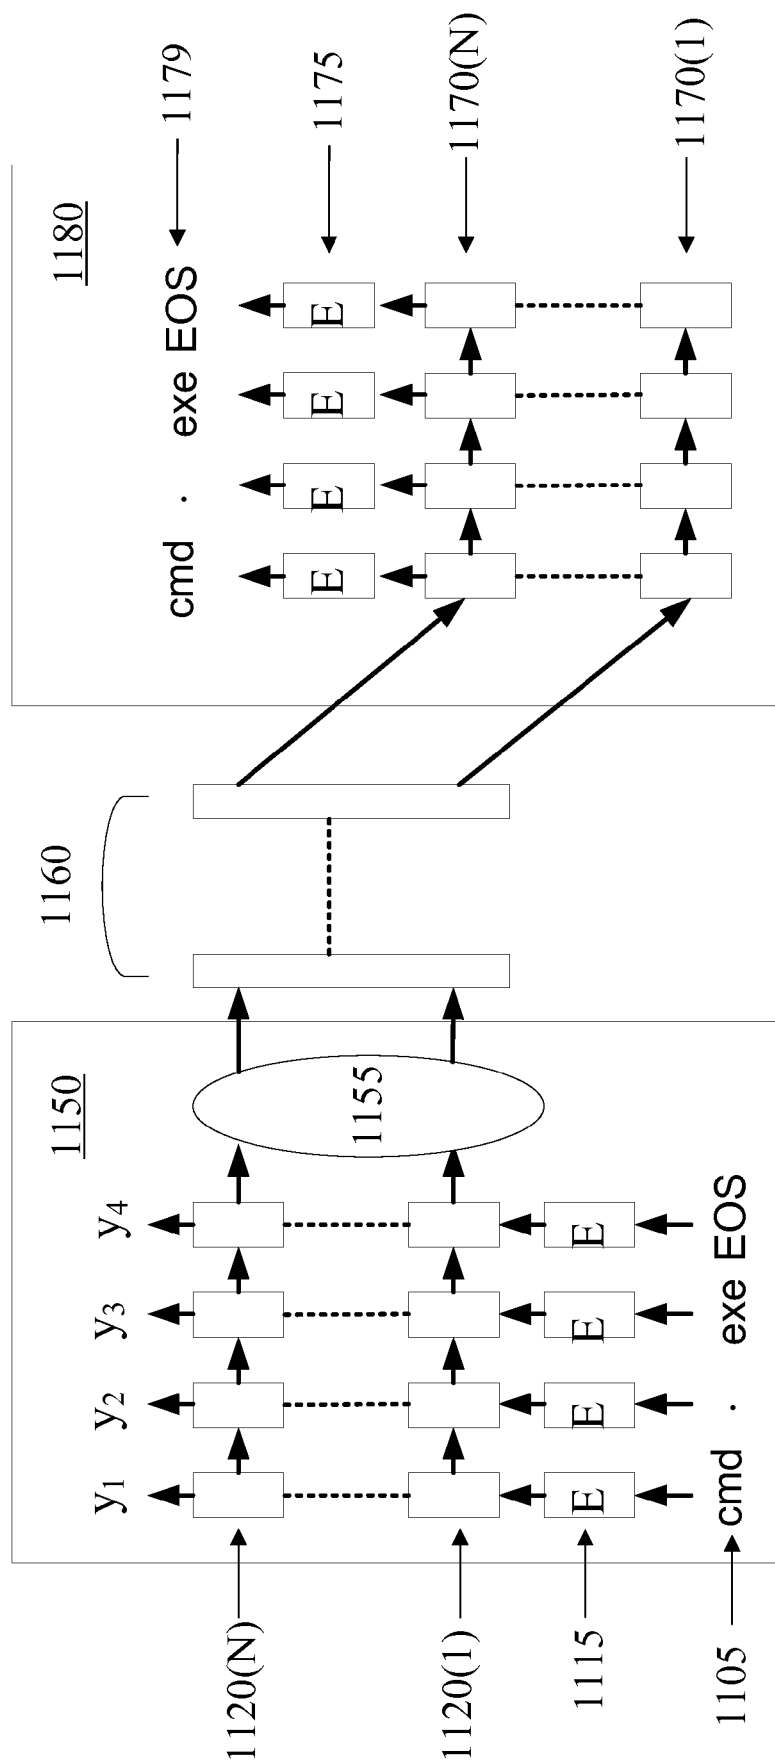 1150
1160
1180
y1 y2 y3 y4
cmd . exe EOS
1179
1120(N)
1155
E E E E
1175
1170(N)
1120(1)
1170(1)
1115
E E E E
1105
cmd . exe EOS